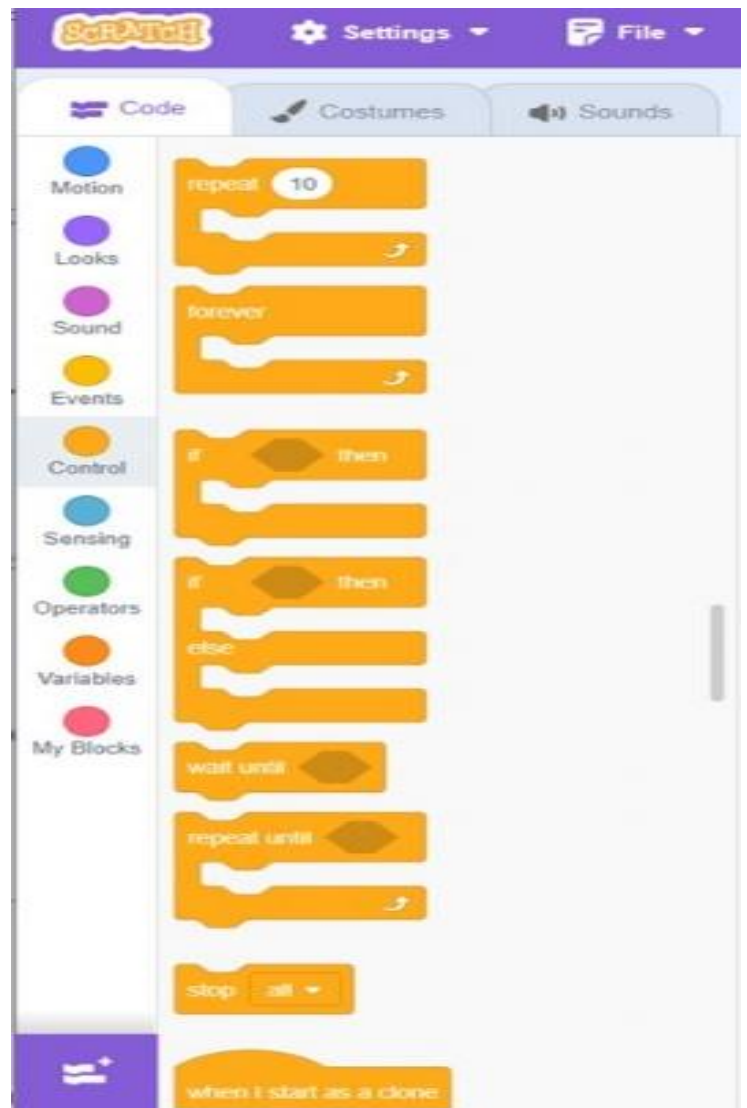 SCRATCH Settings File
Code Costumes Sounds
Motion
Looks
Sound
Events
Control
Sensing
Operators
Variables
My Blocks
repeat 10
forever
if then
if then
else
wait until
repeat until
stop all
when I start as a clone